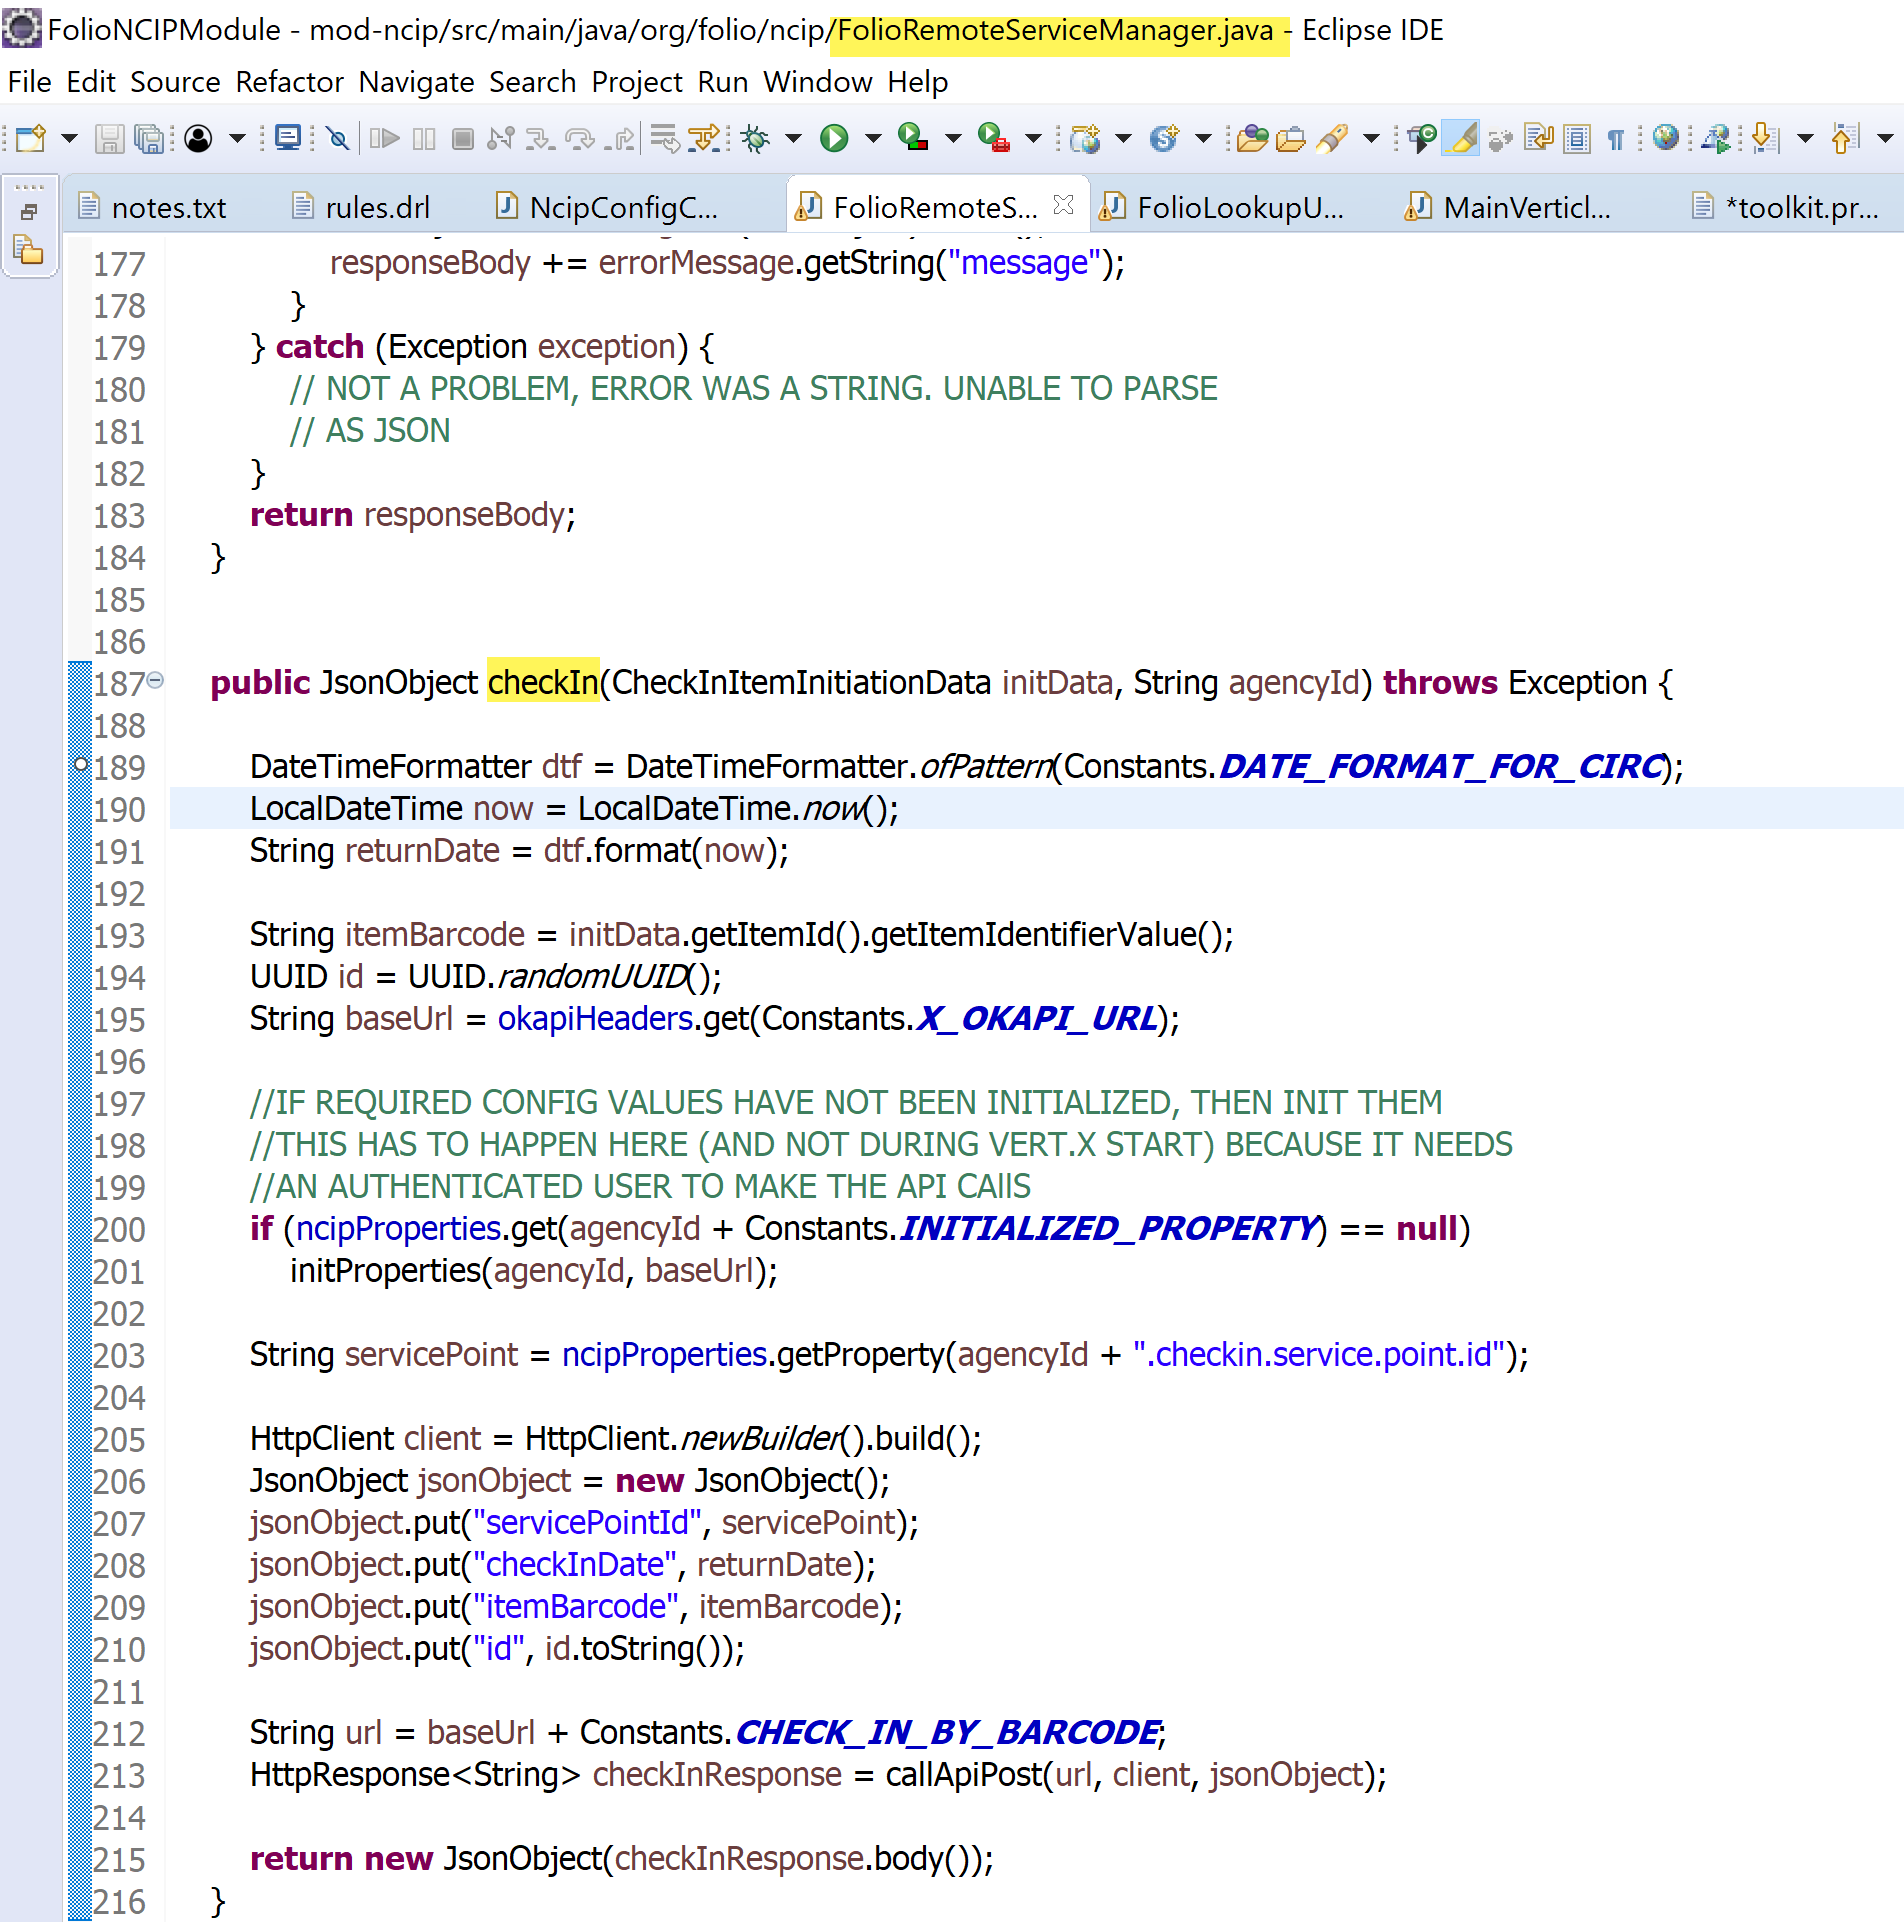 FolioNCIPModule - mod-ncip/src/main/java/org/folio/ncip/FolioRemoteServiceManager.java - Eclipse IDE
File Edit Source Refactor Navigate Search Project Run Window Help
notes.txt rules.drl NcipConfigC... FolioRemoteS... FolioLookupU... MainVerticl... *toolkit.pr...
177 responseBody += errorMessage.getString("message");
178 }
179 } catch (Exception exception) {
180 // NOT A PROBLEM, ERROR WAS A STRING. UNABLE TO PARSE
181 // AS JSON
182 }
183 return responseBody;
184 }
185
186
187 public JsonObject checkIn(CheckInItemInitiationData initData, String agencyId) throws Exception {
188
189 DateTimeFormatter dtf = DateTimeFormatter.ofPattern(Constants.DATE_FORMAT_FOR_CIRC);
190 LocalDateTime now = LocalDateTime.now();
191 String returnDate = dtf.format(now);
192
193 String itemBarcode = initData.getItemId().getItemIdentifierValue();
194 UUID id = UUID.randomUUID();
195 String baseUrl = okapiHeaders.get(Constants.X_OKAPI_URL);
196
197 //IF REQUIRED CONFIG VALUES HAVE NOT BEEN INITIALIZED, THEN INIT THEM
198 //THIS HAS TO HAPPEN HERE (AND NOT DURING VERT.X START) BECAUSE IT NEEDS
199 //AN AUTHENTICATED USER TO MAKE THE API CAllS
200 if (ncipProperties.get(agencyId + Constants.INITIALIZED_PROPERTY) == null)
201 initProperties(agencyId, baseUrl);
202
203 String servicePoint = ncipProperties.getProperty(agencyId + ".checkin.service.point.id");
204
205 HttpClient client = HttpClient.newBuilder().build();
206 JsonObject jsonObject = new JsonObject();
207 jsonObject.put("servicePointId", servicePoint);
208 jsonObject.put("checkInDate", returnDate);
209 jsonObject.put("itemBarcode", itemBarcode);
210 jsonObject.put("id", id.toString());
211
212 String url = baseUrl + Constants.CHECK_IN_BY_BARCODE;
213 HttpResponse<String> checkInResponse = callApiPost(url, client, jsonObject);
214
215 return new JsonObject(checkInResponse.body());
216 }